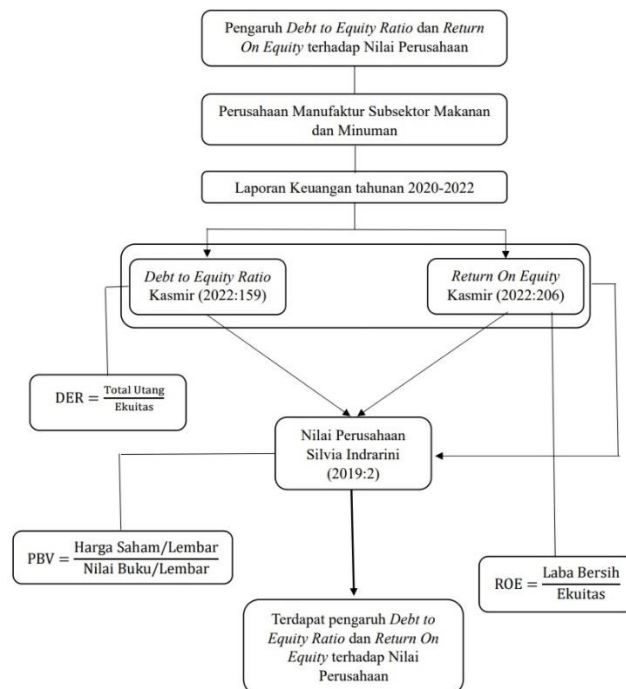 Pengaruh Debt to Equity Ratio dan Return
On Equity terhadap Nilai Perusahaan
Perusahaan Manufaktur Subsektor Makanan
dan Minuman
Laporan Keuangan tahunan 2020-2022
Debt to Equity Ratio
Kasmir (2022:159)
Return On Equity
Kasmir (2022:206)
DER = Total Utang
Ekuitas
Nilai Perusahaan
Silvia Indrarini
(2019:2)
PBV = Harga Saham/Lembar
Nilai Buku/Lembar
ROE = Laba Bersih
Ekuitas
Terdapat pengaruh Debt to
Equity Ratio dan Return On
Equity terhadap Nilai
Perusahaan